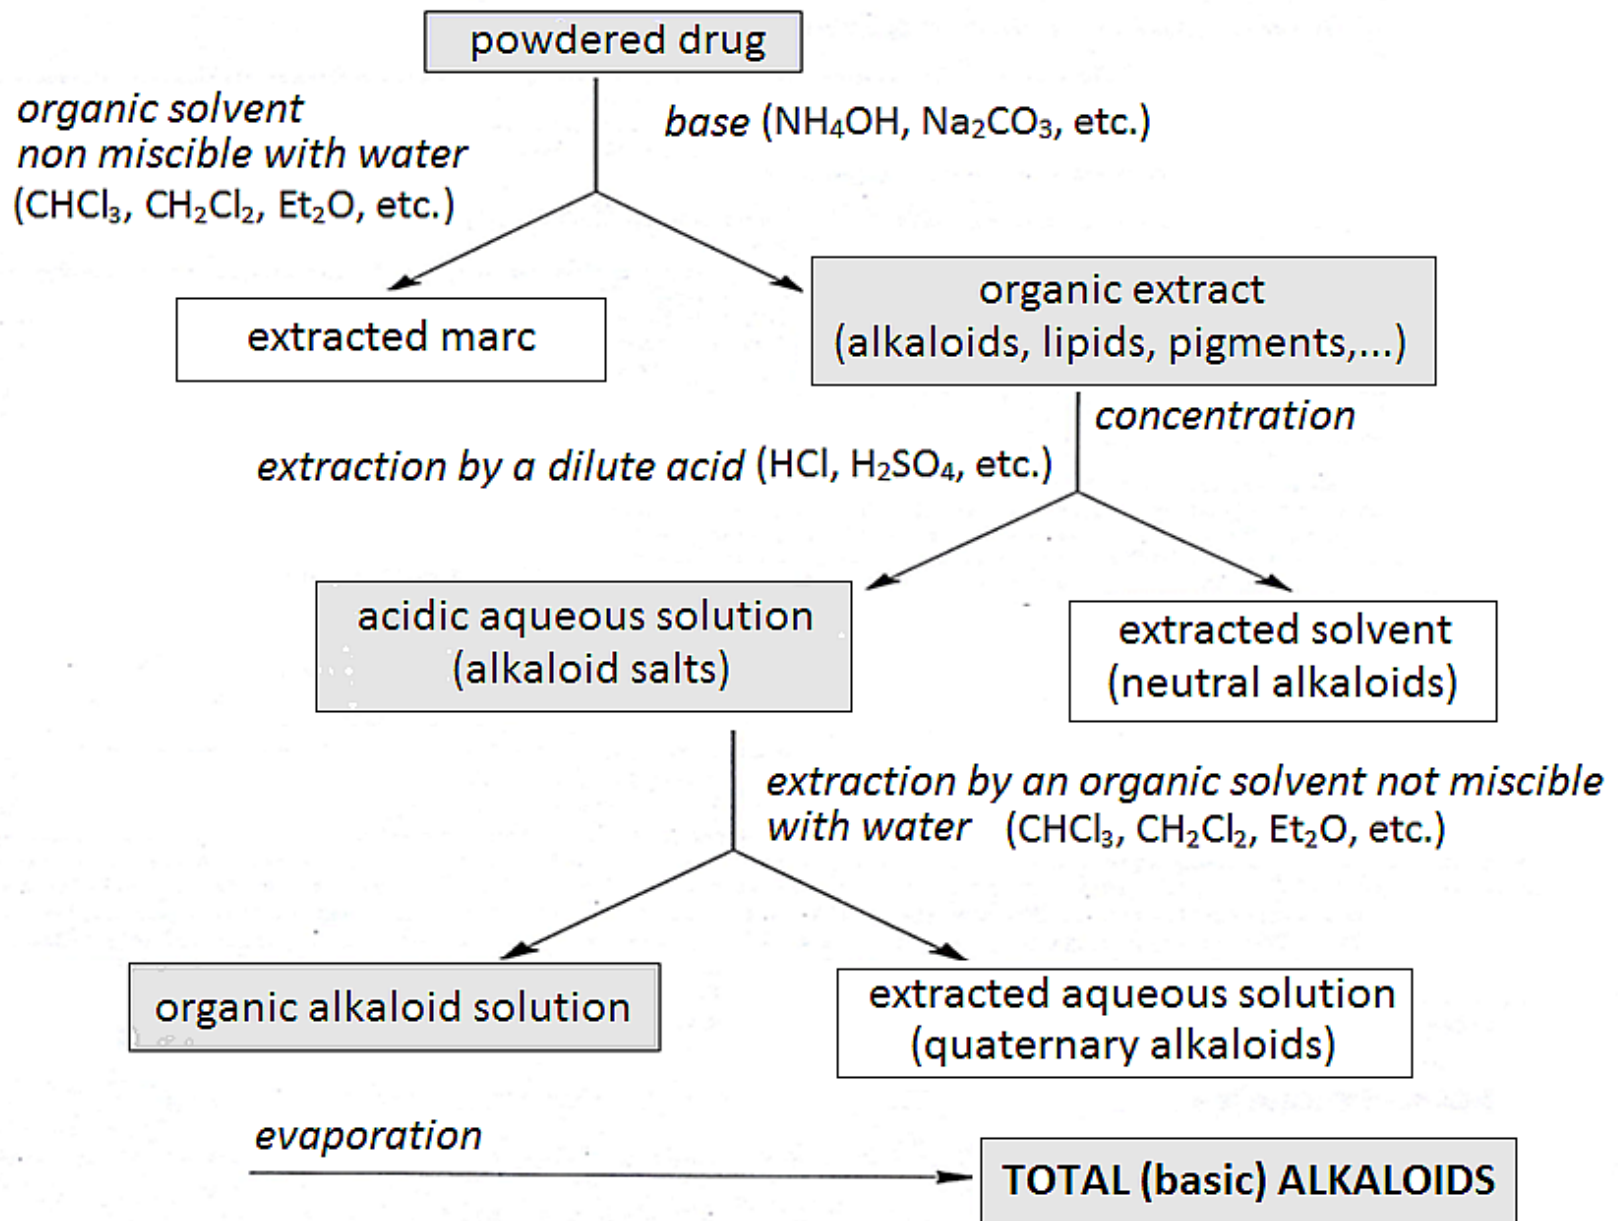 powdered drug
organic solvent
non miscible with water
(CHCl₃, CH₂Cl₂, Et₂O, etc.)
base (NH₄OH, Na₂CO₃, etc.)
extracted marc
organic extract
(alkaloids, lipids, pigments,...)
concentration
extraction by a dilute acid (HCl, H₂SO₄, etc.)
acidic aqueous solution
(alkaloid salts)
extracted solvent
(neutral alkaloids)
extraction by an organic solvent not miscible
with water (CHCl₃, CH₂Cl₂, Et₂O, etc.)
organic alkaloid solution
extracted aqueous solution
(quaternary alkaloids)
evaporation
TOTAL (basic) ALKALOIDS